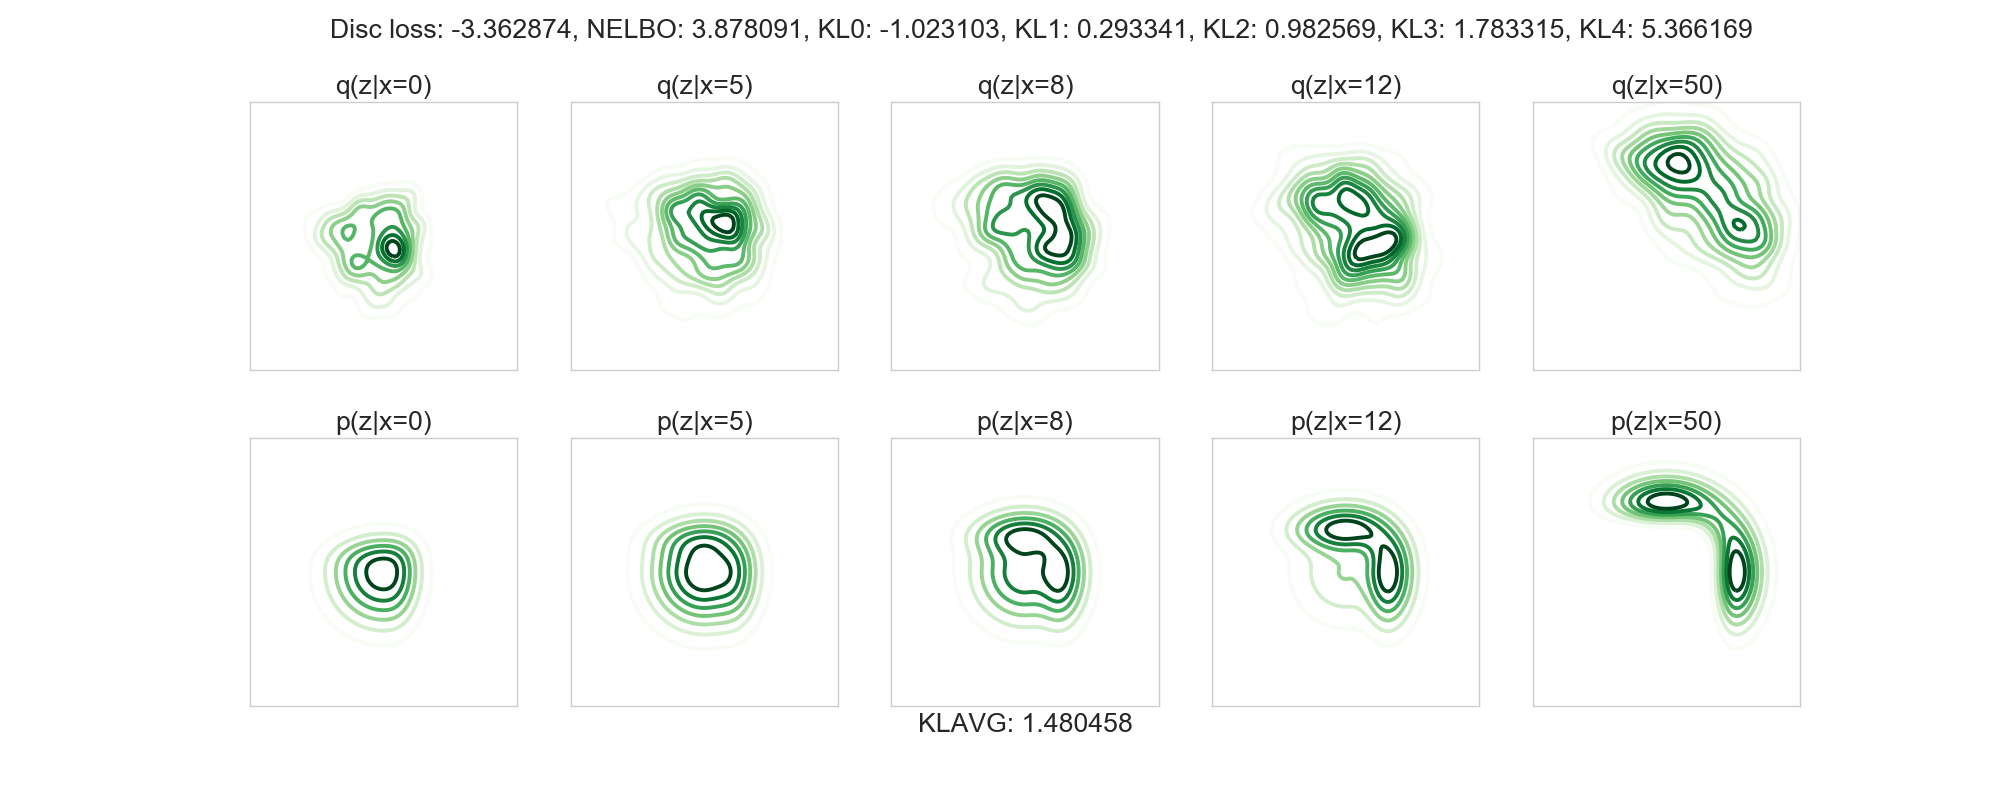 Disc loss: -3.362874, NELBO: 3.878091, KL0: -1.023103, KL1: 0.293341, KL2: 0.982569, KL3: 1.783315, KL4: 5.366169
q(z|x=0) q(z|x=5) q(z|x=8) q(z|x=12) q(z|x=50)
p(z|x=0) p(z|x=5) p(z|x=8) p(z|x=12) p(z|x=50)
KLAVG: 1.480458